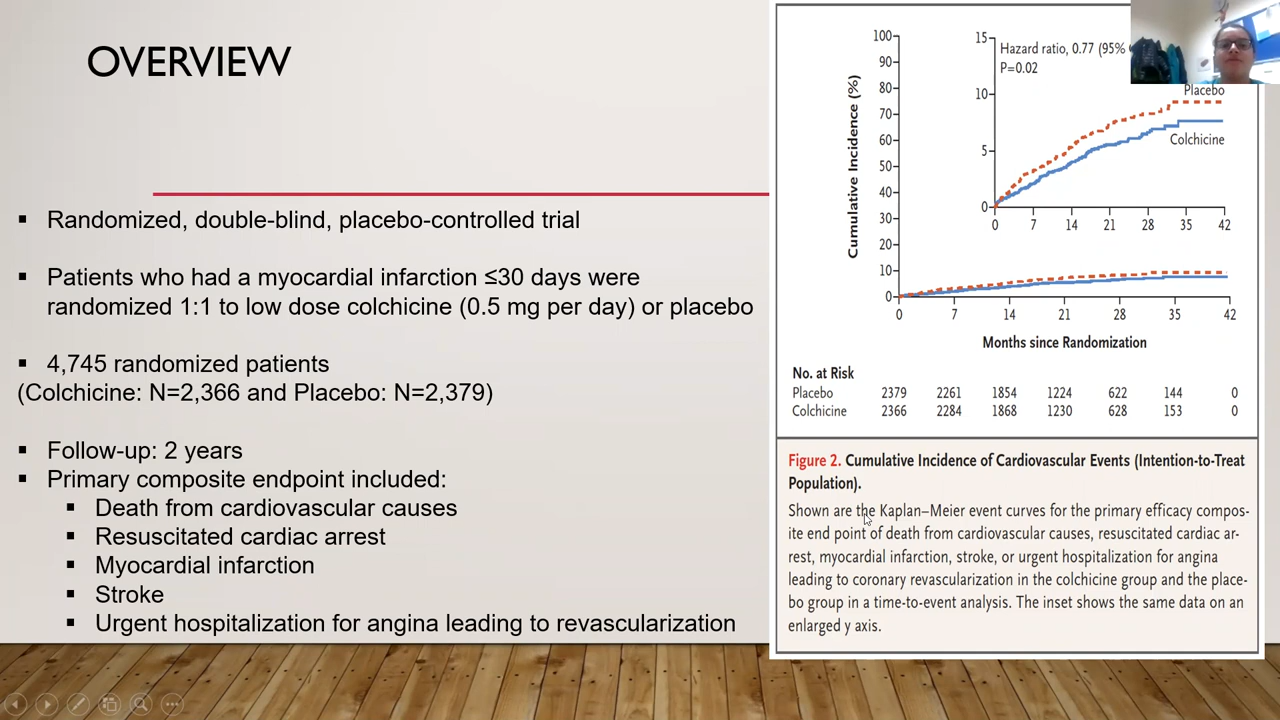 OVERVIEW
▪ Randomized, double-blind, placebo-controlled trial
▪ Patients who had a myocardial infarction ≤30 days were
randomized 1:1 to low dose colchicine (0.5 mg per day) or placebo
▪ 4,745 randomized patients
(Colchicine: N=2,366 and Placebo: N=2,379)
▪ Follow-up: 2 years
▪ Primary composite endpoint included:
▪ Death from cardiovascular causes
▪ Resuscitated cardiac arrest
▪ Myocardial infarction
▪ Stroke
▪ Urgent hospitalization for angina leading to revascularization
Cumulative Incidence (%)
100
90
80
70
60
50
40
30
20
10
0
0 7 14 21 28 35 42
15
10
5
0
0 7 14 21 28 35 42
Hazard ratio, 0.77 (95%
P=0.02
Placebo
Colchicine
Months since Randomization
No. at Risk
Placebo 2379 2261 1854 1224 622 144 0
Colchicine 2366 2284 1868 1230 628 153 0
Figure 2. Cumulative Incidence of Cardiovascular Events (Intention-to-Treat
Population).
Shown are the Kaplan–Meier event curves for the primary efficacy compos-
ite end point of death from cardiovascular causes, resuscitated cardiac ar-
rest, myocardial infarction, stroke, or urgent hospitalization for angina
leading to coronary revascularization in the colchicine group and the place-
bo group in a time-to-event analysis. The inset shows the same data on an
enlarged y axis.